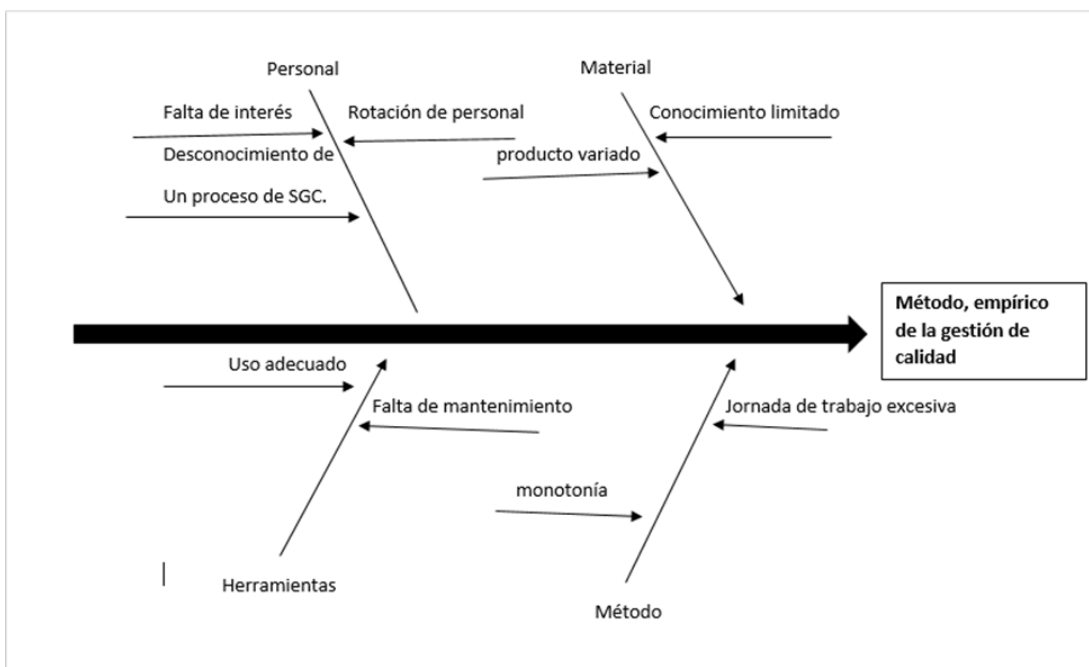 Personal
Material
Falta de interés
Rotación de personal
Conocimiento limitado
Desconocimiento de
producto variado
Un proceso de SGC.
Método, empírico
de la gestión de
calidad
Uso adecuado
Falta de mantenimiento
Jornada de trabajo excesiva
monotonía
Herramientas
Método